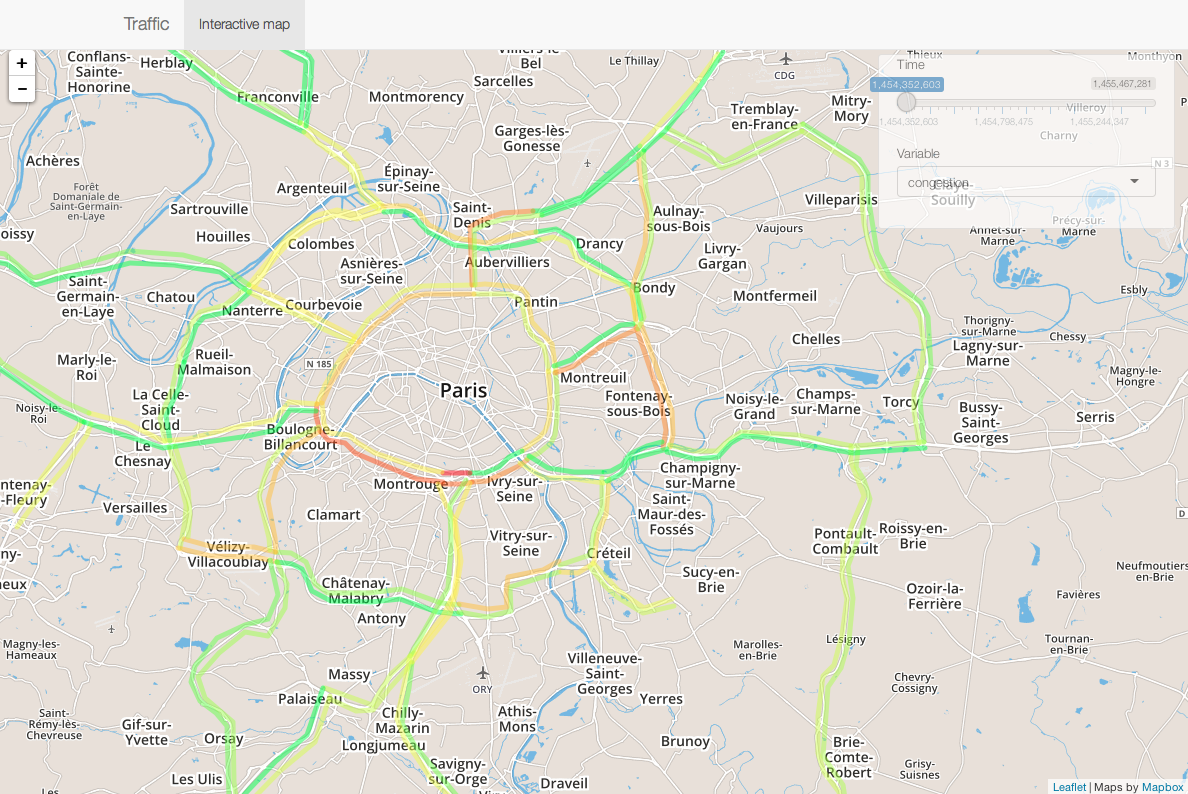 Traffic
Interactive map
+
−
Conflans-
Sainte-
Honorine
Herblay
Villiers-le-
Bel
Le Thillay
CDG
Thieux
Monthyon
Time
1,454,352,603
1,455,467,281
1,454,352,603
1,454,798,475
1,455,244,347
Villeroy
Charny
Variable
congestion
Claye-
Souilly
N 3
Sarcelles
Franconville
Montmorency
Tremblay-
en-France
Mitry-
Mory
Garges-lès-
Gonesse
Achères
Forêt
Domaniale de
Saint-Germain-
en-Laye
Argenteuil
Épinay-
sur-Seine
Sartrouville
Saint-
Denis
Aulnay-
sous-Bois
Villeparisis
Vaujours
Annet-sur-
Marne
Précy-sur-
Marne
oissy
Houilles
Colombes
Drancy
Livry-
Gargan
Asnières-
sur-Seine
Aubervilliers
Saint-
Germain-
en-Laye
Chatou
Nanterre
Courbevoie
Pantin
Bondy
Montfermeil
Esbly
Thorigny-
sur-Marne
Lagny-sur-
Marne
Chessy
Chelles
Marly-le-
Roi
Rueil-
Malmaison
N 185
Paris
Montreuil
Magny-le-
Hongre
La Celle-
Saint-
Cloud
Noisy-le-
Roi
Fontenay-
sous-Bois
Noisy-le-
Grand
Champs-
sur-Marne
Torcy
Bussy-
Saint-
Georges
Serris
Boulogne-
Billancourt
Le
Chesnay
Montrouge
Ivry-sur-
Seine
Champigny-
sur-Marne
ntenay-
-Fleury
Versailles
Clamart
Saint-
Maur-des-
Fossés
D
Vitry-sur-
Seine
Pontault-
Combault
Roissy-en-
Brie
Vélizy-
Villacoublay
Créteil
ny-
neux
Châtenay-
Malabry
Sucy-en-
Brie
Neufmoutiers-
en-Brie
Ozoir-la-
Ferrière
Favières
Antony
Magny-les-
Hameaux
Marolles-
en-Brie
Lésigny
Tournan-
en-Brie
Massy
ORY
Villeneuve-
Saint-
Georges
Chevry-
Cossigny
Palaiseau
Yerres
Saint-
Rémy-lès-
Chevreuse
Gif-sur-
Yvette
Orsay
Chilly-
Mazarin
Longjumeau
Athis-
Mons
Brunoy
Brie-
Comte-
Robert
Grisy-
Suisnes
Les Ulis
Savigny-
sur-Orge
Draveil
Leaflet | Maps by Mapbox